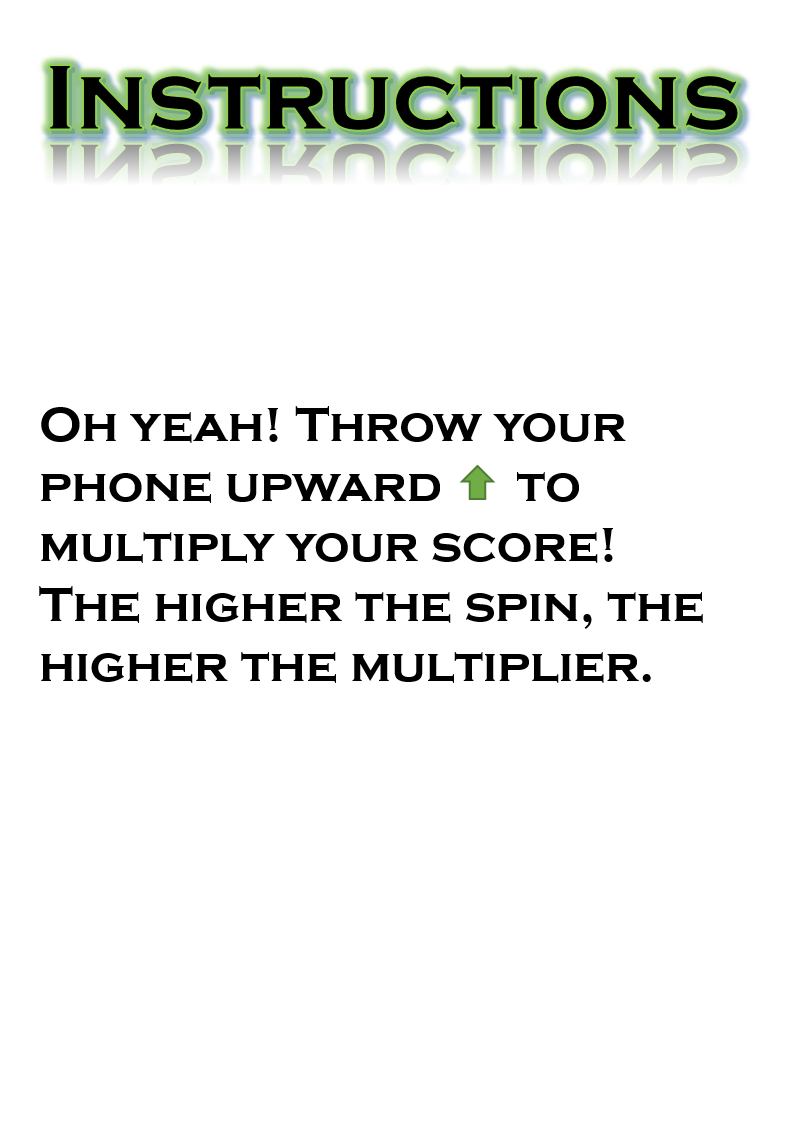 Instructions
Oh yeah! Throw your
phone upward to
multiply your score!
The higher the spin, the
higher the multiplier.